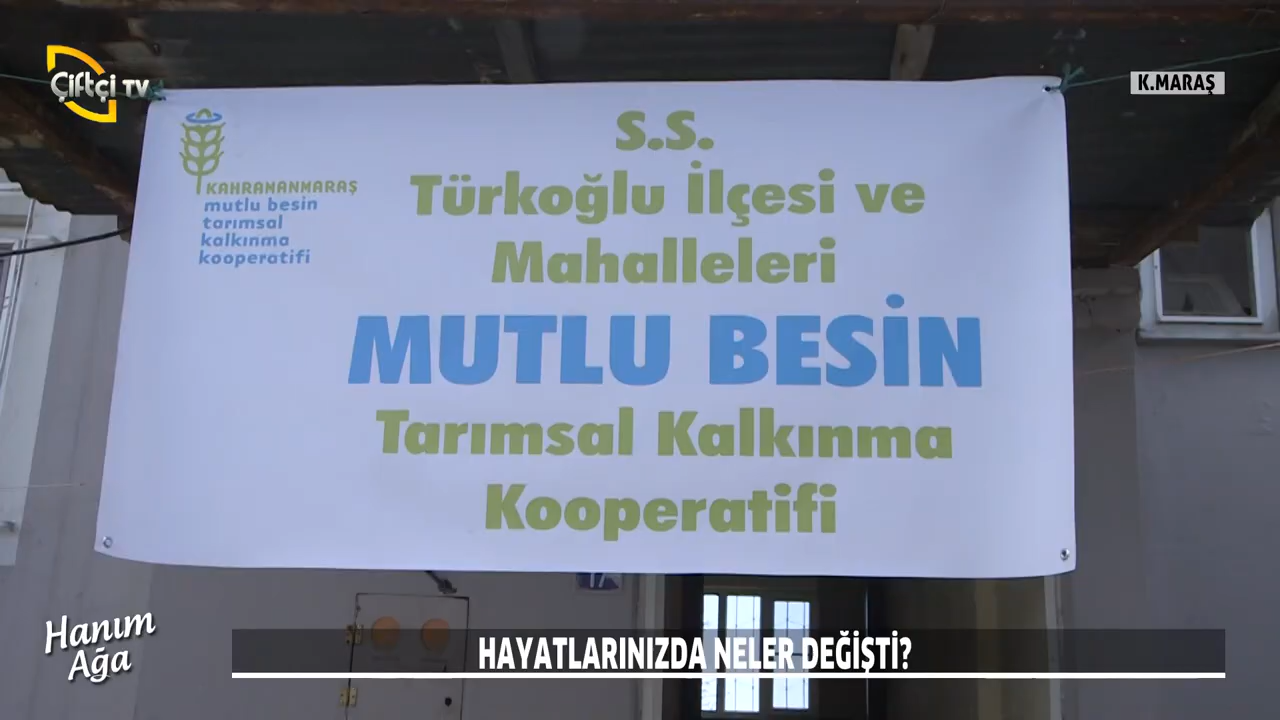 Çiftçi TV
K.MARAŞ
KAHRAMANMARAŞ
mutlu besin
tarımsal
kalkınma
kooperatifi
S.S.
Türkoğlu İlçesi ve
Mahalleleri
MUTLU BESİN
Tarımsal Kalkınma
Kooperatifi
17
Hanım
Ağa
HAYATLARINIZDA NELER DEĞİŞTİ?